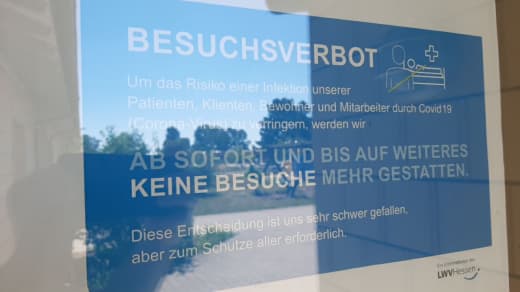 BESUCHSVERBOT
Um das Risiko einer Infektion unserer
Patienten, Klienten, Bewohner und Mitarbeiter durch Covid19
(Corona-Virus) zu verringern, werden wir
AB SOFORT UND BIS AUF WEITERES
KEINE BESUCHE MEHR GESTATTEN.
Diese Entscheidung ist uns sehr schwer gefallen,
aber zum Schutze aller erforderlich.
LWVHessen